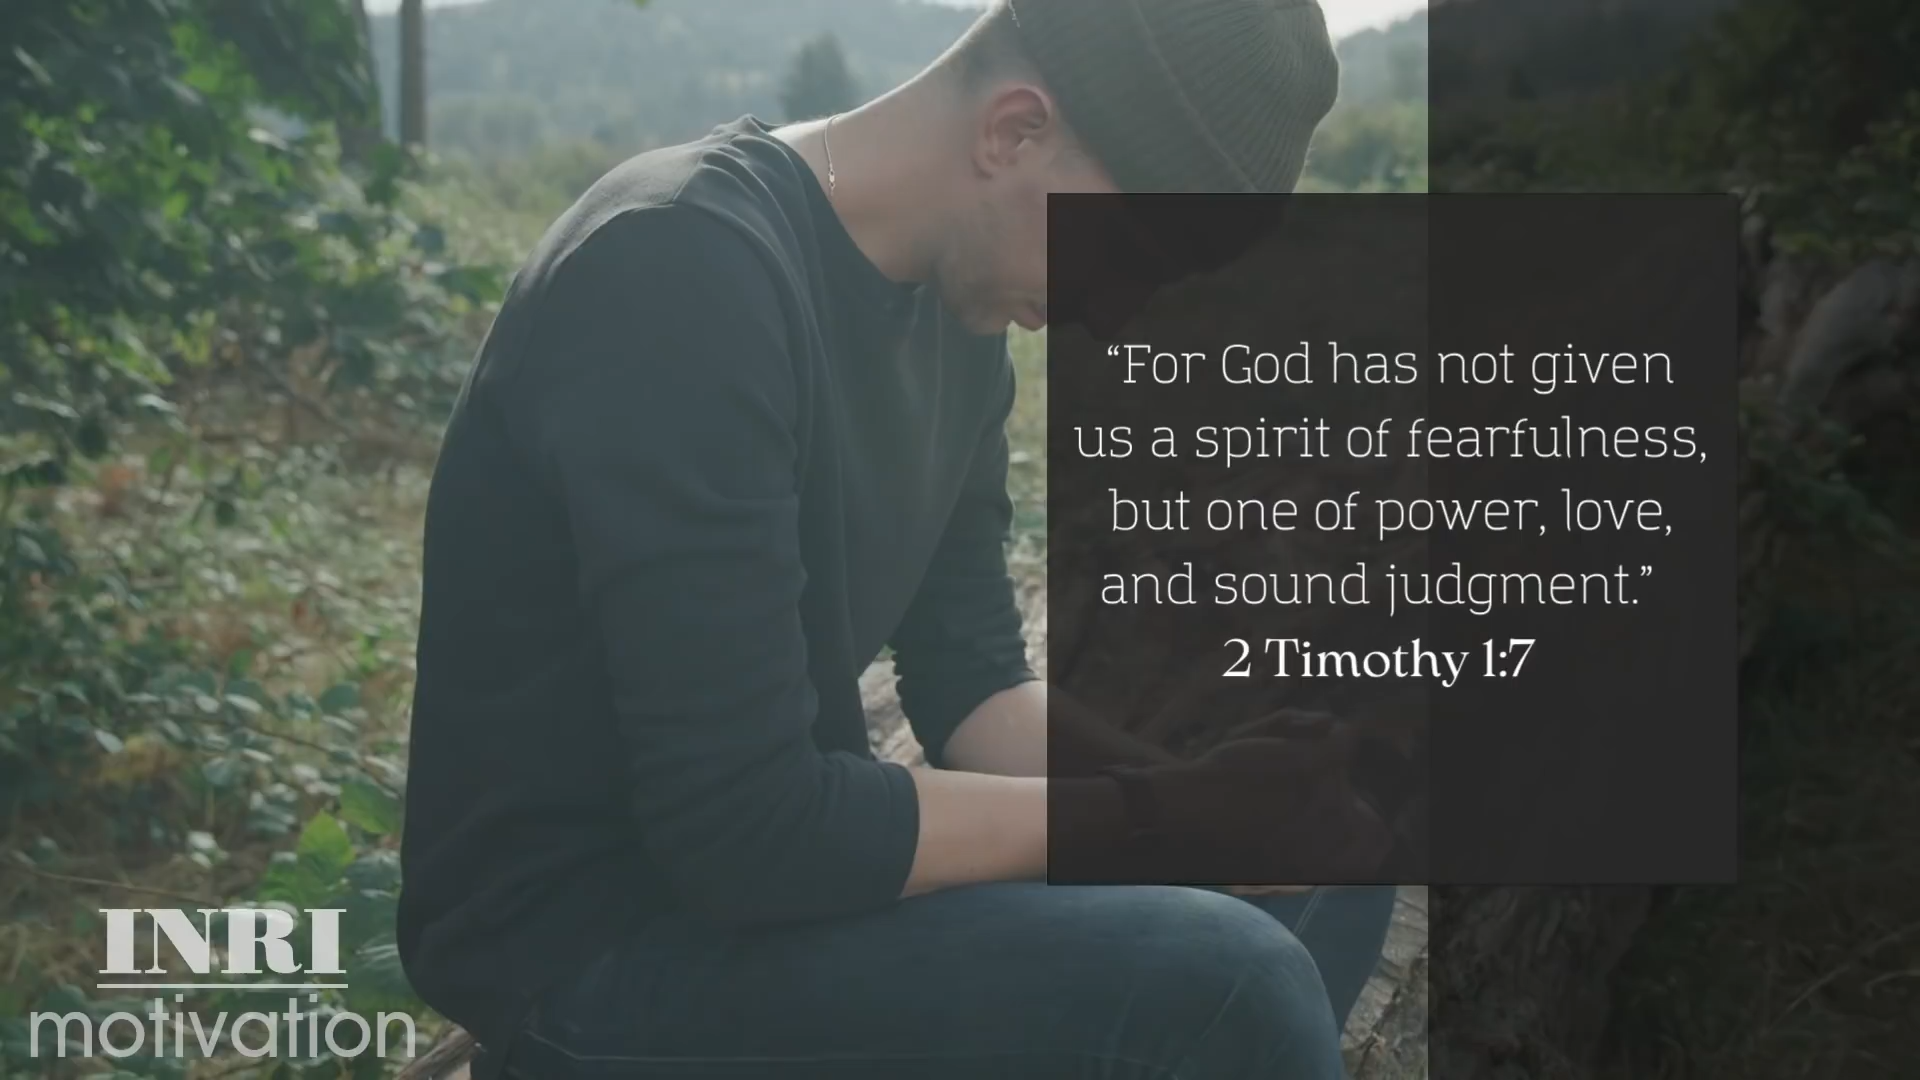 “For God has not given
us a spirit of fearfulness,
but one of power, love,
and sound judgment.”
2 Timothy 1:7
INRI
motivation